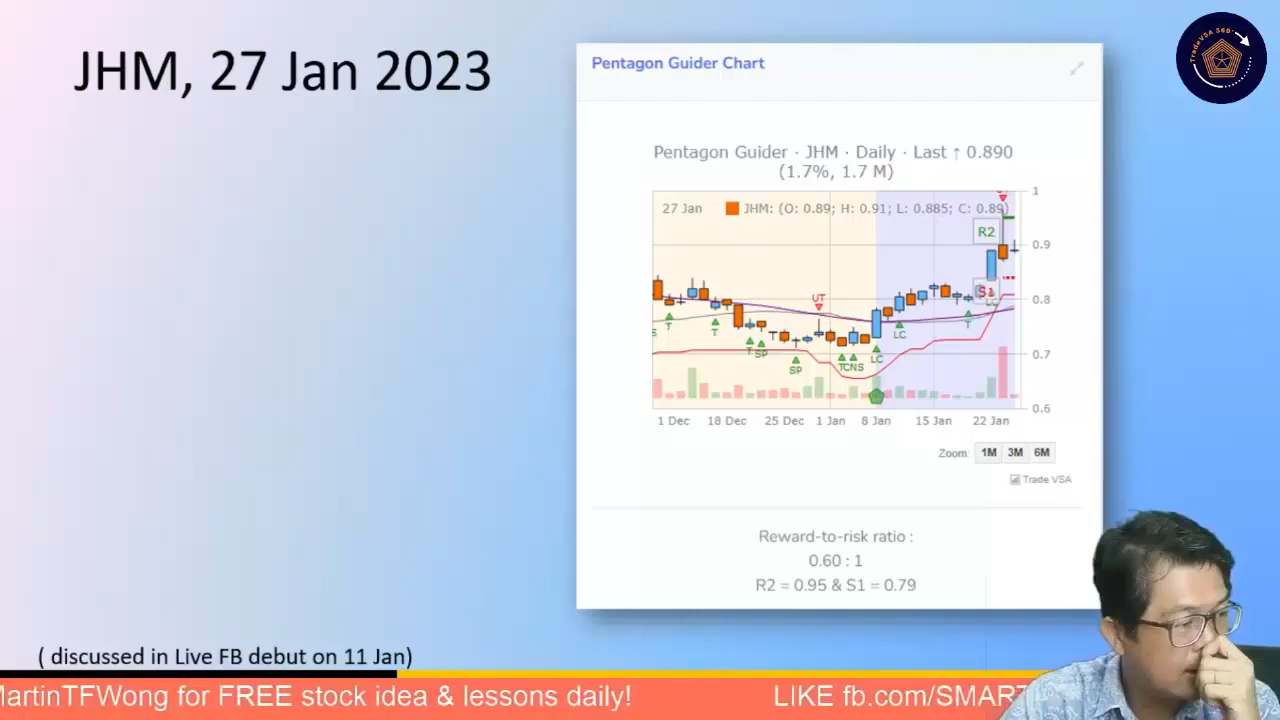 JHM, 27 Jan 2023
Pentagon Guider Chart
TradeVSA 360°
Pentagon Guider · JHM · Daily · Last ↑ 0.890
(1.7%, 1.7 M)
27 Jan JHM: (O: 0.89; H: 0.91; L: 0.885; C: 0.89)
1
R2
0.9
S1
UT
0.8
LC
T
T
T
LC
S
T
SP
SP
TCNS
LC
0.7
0.6
1 Dec 18 Dec 25 Dec 1 Jan 8 Jan 15 Jan 22 Jan
Zoom: 1M 3M 6M
Trade VSA
Reward-to-risk ratio :
0.60 : 1
R2 = 0.95 & S1 = 0.79
( discussed in Live FB debut on 11 Jan)
MartinTFWong for FREE stock idea & lessons daily! LIKE fb.com/SMART